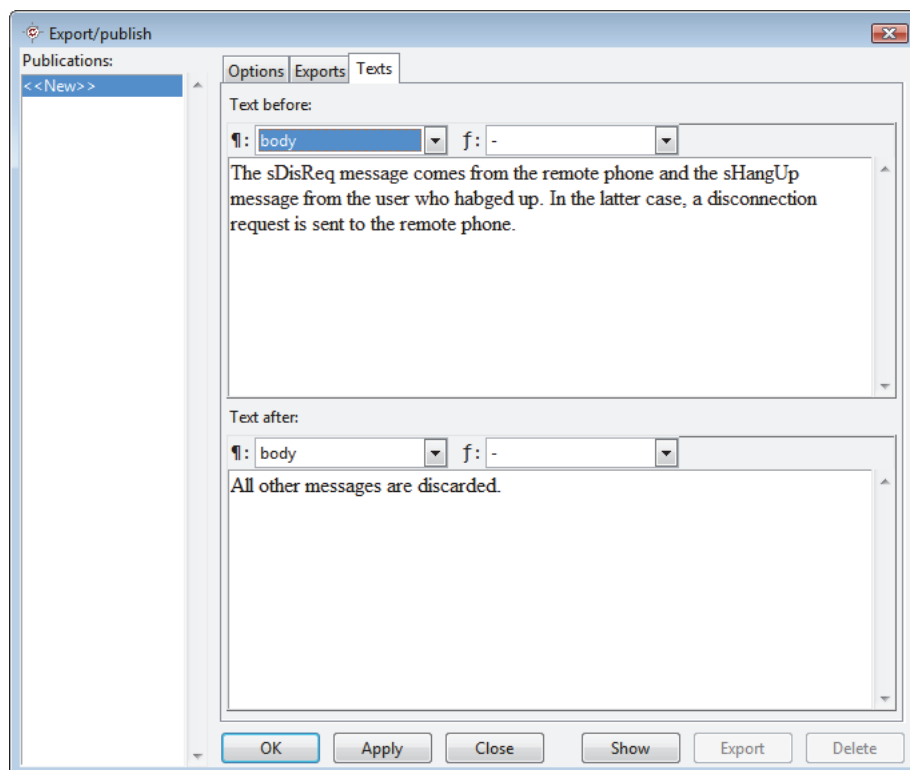 Export/publish
Publications:
<<New>>
Options Exports Texts
Text before:
¶: body ƒ: -
The sDisReq message comes from the remote phone and the sHangUp
message from the user who habged up. In the latter case, a disconnection
request is sent to the remote phone.
Text after:
¶: body ƒ: -
All other messages are discarded.
OK Apply Close Show Export Delete